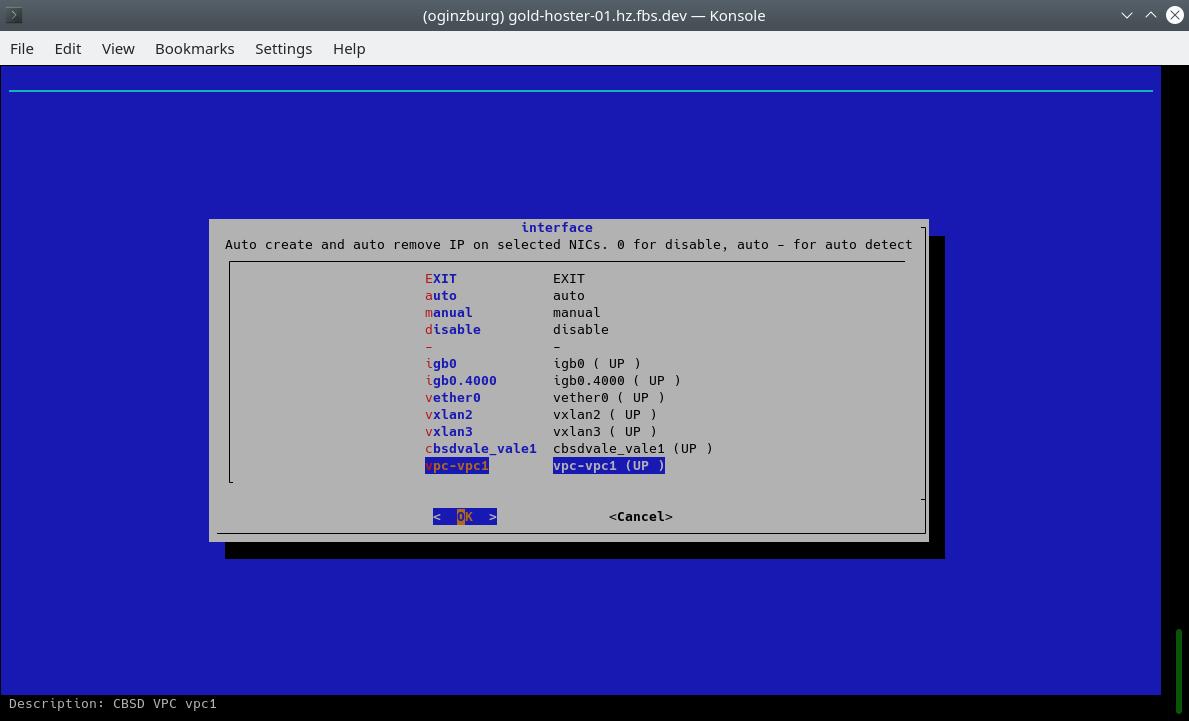 (oginzburg) gold-hoster-01.hz.fbs.dev — Konsole
File Edit View Bookmarks Settings Help
interface
Auto create and auto remove IP on selected NICs. 0 for disable, auto - for auto detect
EXIT EXIT
auto auto
manual manual
disable disable
- -
igb0 igb0 ( UP )
igb0.4000 igb0.4000 ( UP )
vether0 vether0 ( UP )
vxlan2 vxlan2 ( UP )
vxlan3 vxlan3 ( UP )
cbsdvale_vale1 cbsdvale_vale1 (UP )
vpc-vpc1 vpc-vpc1 (UP )
< OK > <Cancel>
Description: CBSD VPC vpc1